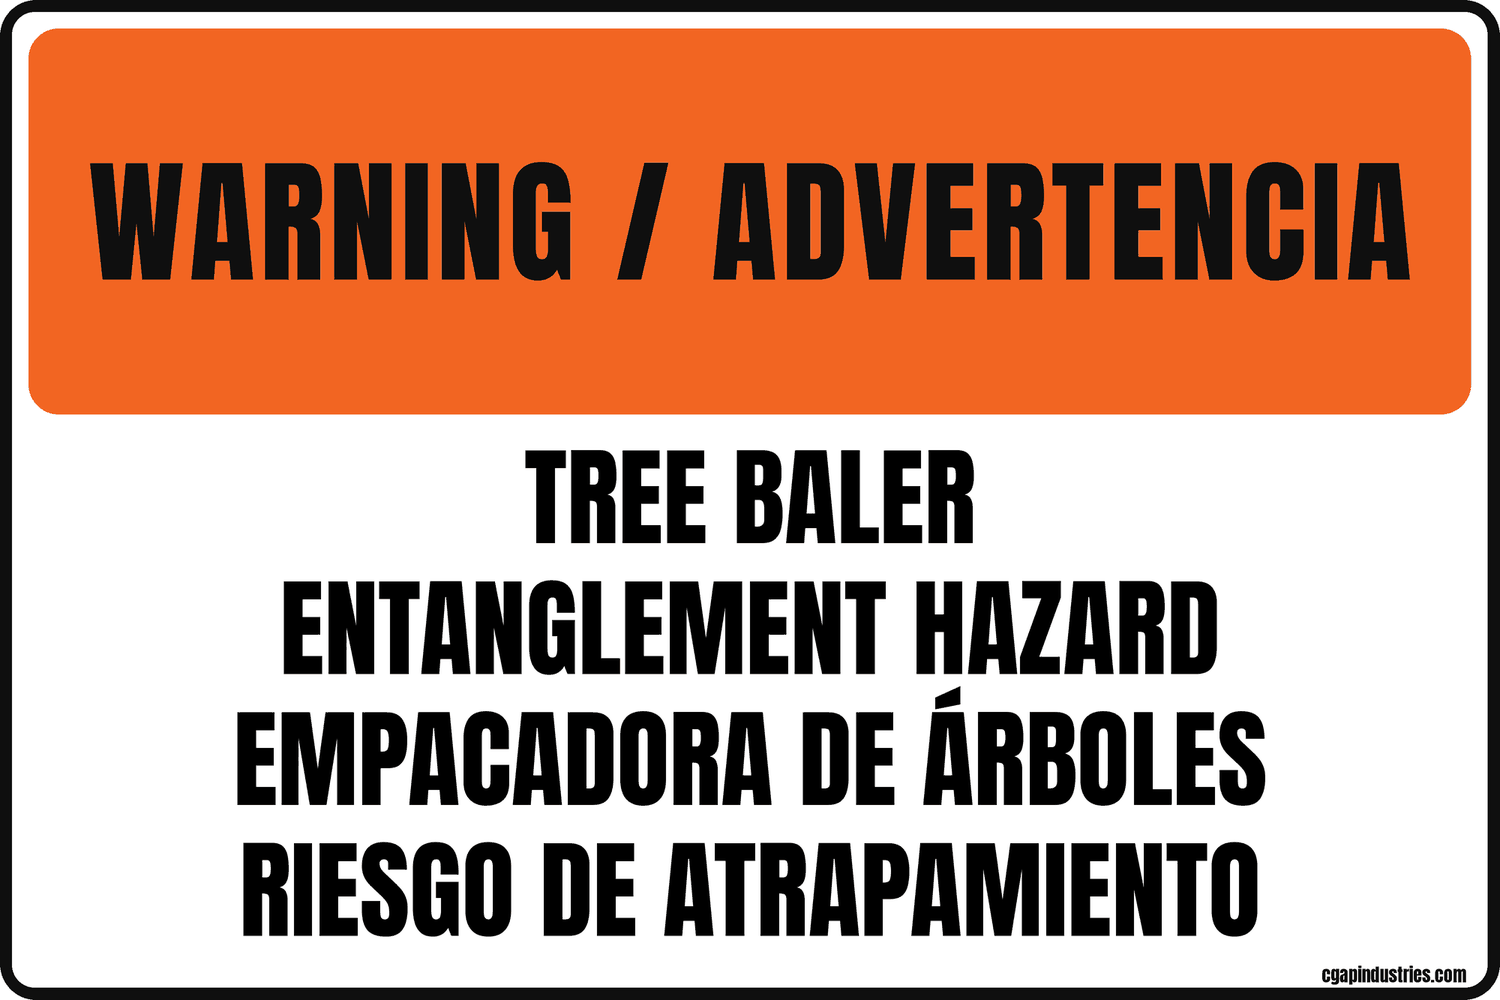 WARNING / ADVERTENCIA
TREE BALER
ENTANGLEMENT HAZARD
EMPACADORA DE ÁRBOLES
RIESGO DE ATRAPAMIENTO
cgapindustries.com